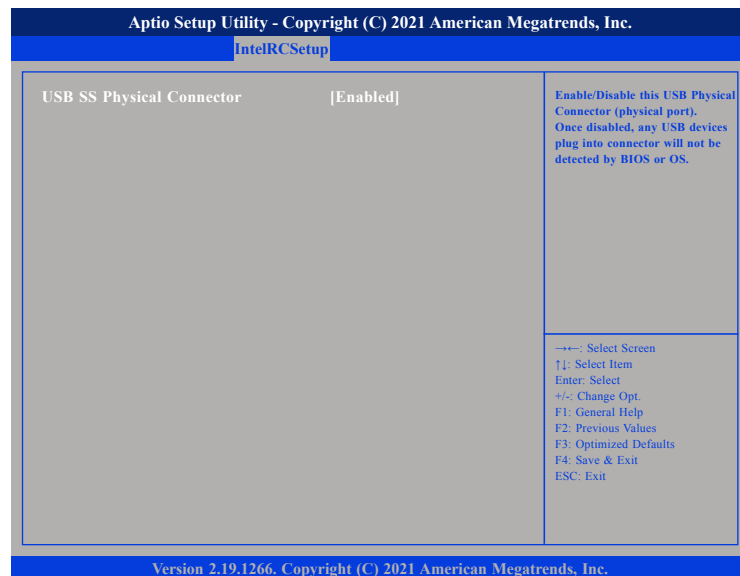 Aptio Setup Utility - Copyright (C) 2021 American Megatrends, Inc.
IntelRCSetup
USB SS Physical Connector [Enabled]
Enable/Disable this USB Physical
Connector (physical port).
Once disabled, any USB devices
plug into connector will not be
detected by BIOS or OS.
→←: Select Screen
↑↓: Select Item
Enter: Select
+/-: Change Opt.
F1: General Help
F2: Previous Values
F3: Optimized Defaults
F4: Save & Exit
ESC: Exit
Version 2.19.1266. Copyright (C) 2021 American Megatrends, Inc.